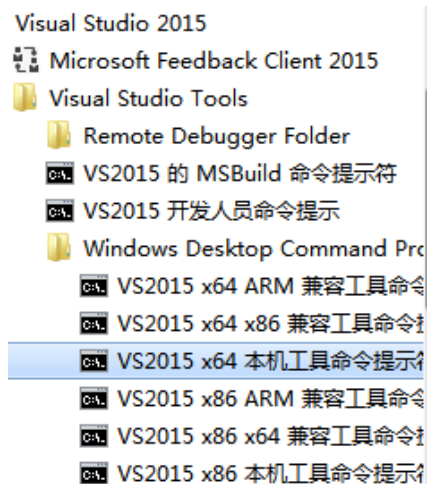 Visual Studio 2015
Microsoft Feedback Client 2015
Visual Studio Tools
Remote Debugger Folder
VS2015 的 MSBuild 命令提示符
VS2015 开发人员命令提示
Windows Desktop Command Pro
VS2015 x64 ARM 兼容工具命令
VS2015 x64 x86 兼容工具命令
VS2015 x64 本机工具命令提示符
VS2015 x86 ARM 兼容工具命令
VS2015 x86 x64 兼容工具命令
VS2015 x86 本机工具命令提示符